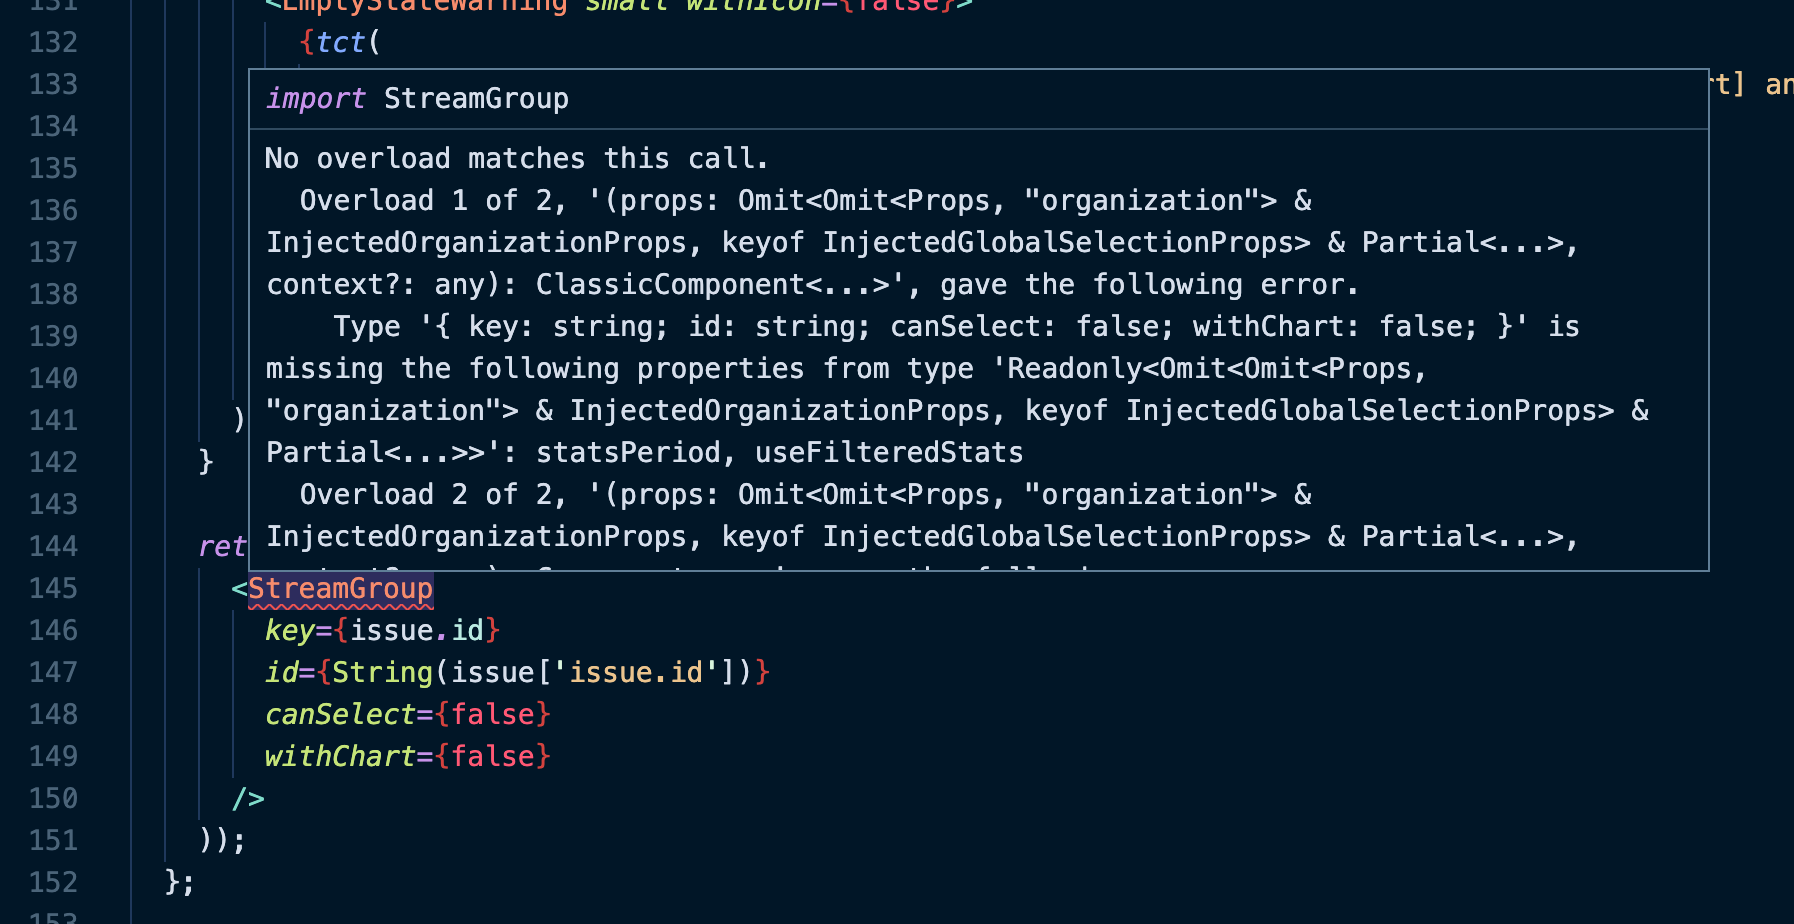 131 <EmptyStateWarning small withIcon={false}>
132 {tct(
133 rt] an
import StreamGroup
134
No overload matches this call.
135
Overload 1 of 2, '(props: Omit<Omit<Props, "organization"> &
136
InjectedOrganizationProps, keyof InjectedGlobalSelectionProps> & Partial<...>,
137
context?: any): ClassicComponent<...>', gave the following error.
138
Type '{ key: string; id: string; canSelect: false; withChart: false; }' is
139
missing the following properties from type 'Readonly<Omit<Omit<Props,
140
"organization"> & InjectedOrganizationProps, keyof InjectedGlobalSelectionProps> &
141 )
Partial<...>>': statsPeriod, useFilteredStats
142 }
Overload 2 of 2, '(props: Omit<Omit<Props, "organization"> &
143
InjectedOrganizationProps, keyof InjectedGlobalSelectionProps> & Partial<...>,
144 ret
145 <StreamGroup
146 key={issue.id}
147 id={String(issue['issue.id'])}
148 canSelect={false}
149 withChart={false}
150 />
151 ));
152 };
153